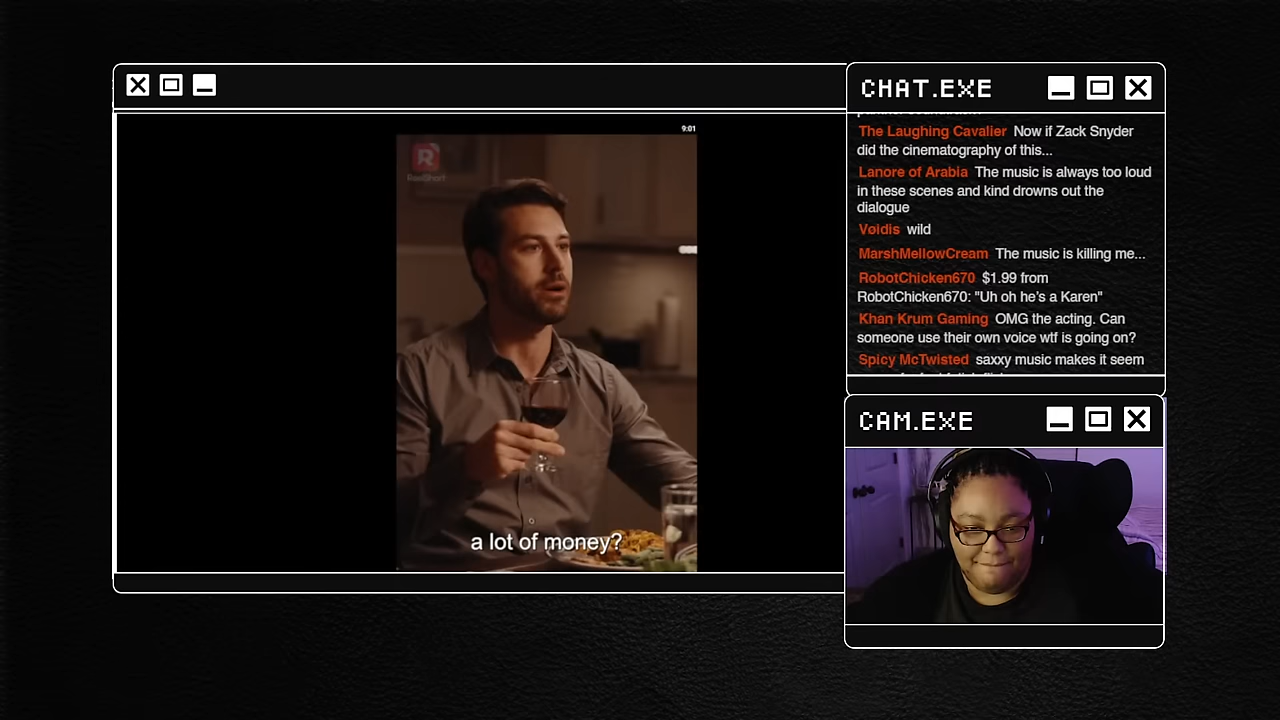 9:01
R
ReelShort
a lot of money?
CHAT.EXE
The Laughing Cavalier Now if Zack Snyder
did the cinematography of this...
Lanore of Arabia The music is always too loud
in these scenes and kind drowns out the
dialogue
Vøidis wild
MarshMellowCream The music is killing me...
RobotChicken670 $1.99 from
RobotChicken670: "Uh oh he's a Karen"
Khan Krum Gaming OMG the acting. Can
someone use their own voice wtf is going on?
Spicy McTwisted saxxy music makes it seem
CAM.EXE